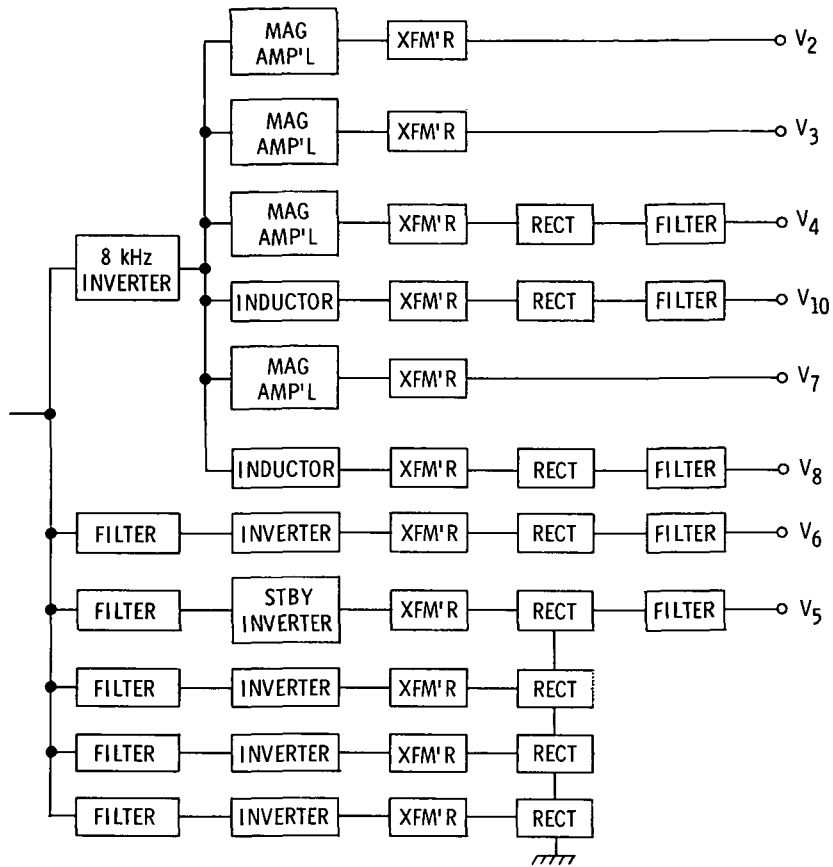 MAG
AMP'L
XFM'R
V2
MAG
AMP'L
XFM'R
V3
MAG
AMP'L
XFM'R
RECT
FILTER
V4
8 kHz
INVERTER
INDUCTOR
XFM'R
RECT
FILTER
V10
MAG
AMP'L
XFM'R
V7
INDUCTOR
XFM'R
RECT
FILTER
V8
FILTER
INVERTER
XFM'R
RECT
FILTER
V6
FILTER
STBY
INVERTER
XFM'R
RECT
FILTER
V5
FILTER
INVERTER
XFM'R
RECT
FILTER
INVERTER
XFM'R
RECT
FILTER
INVERTER
XFM'R
RECT